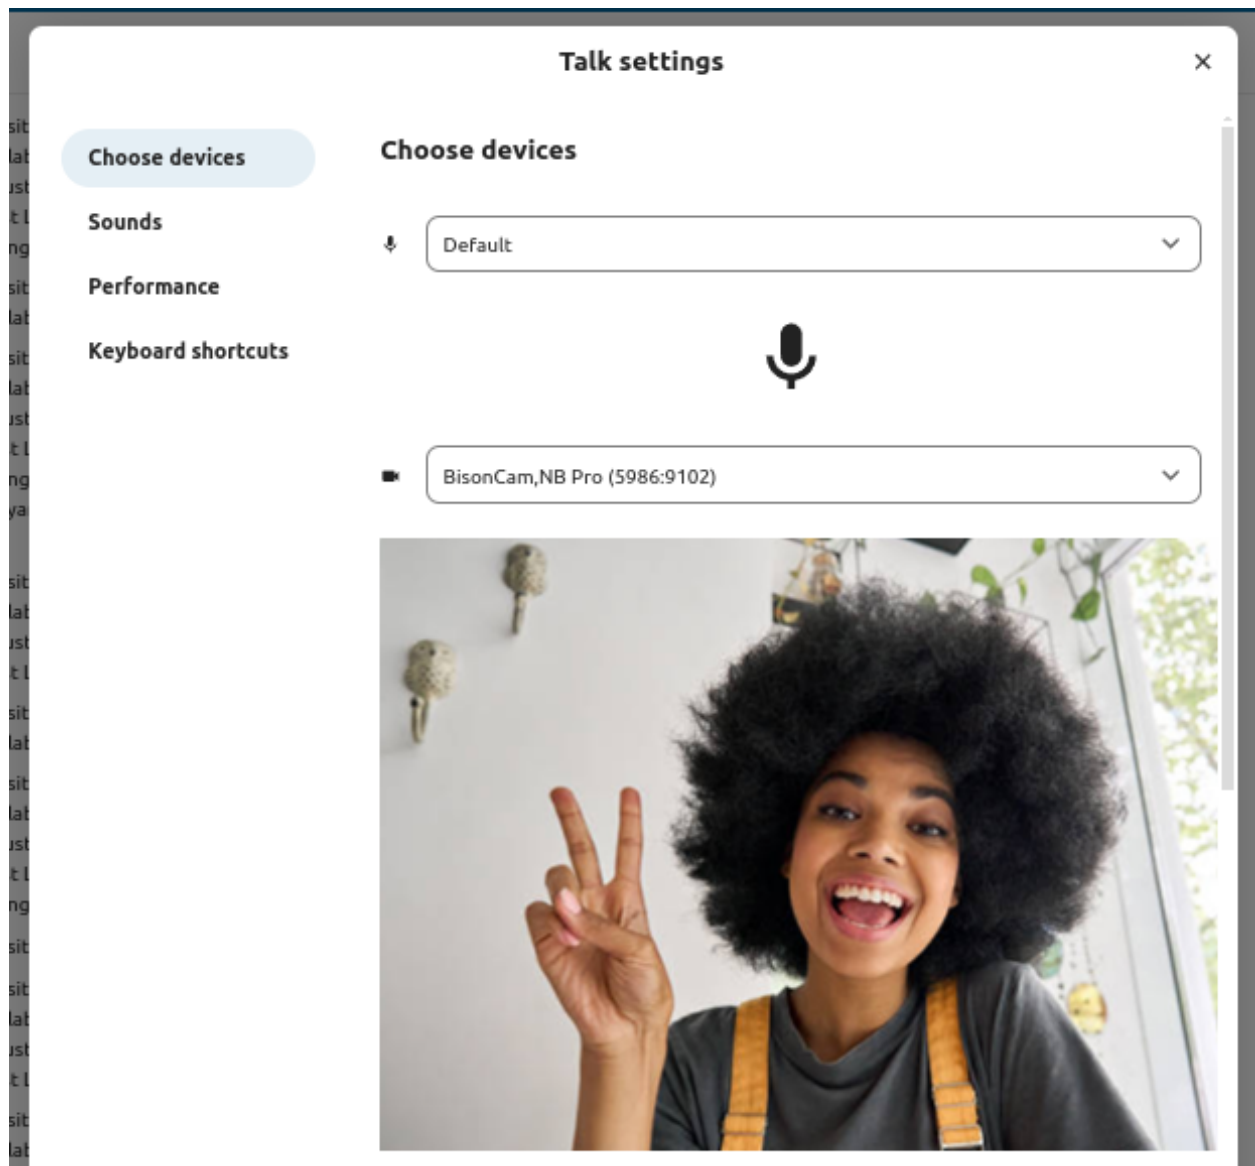 Talk settings
Choose devices
Sounds
Performance
Keyboard shortcuts
Choose devices
Default
BisonCam,NB Pro (5986:9102)